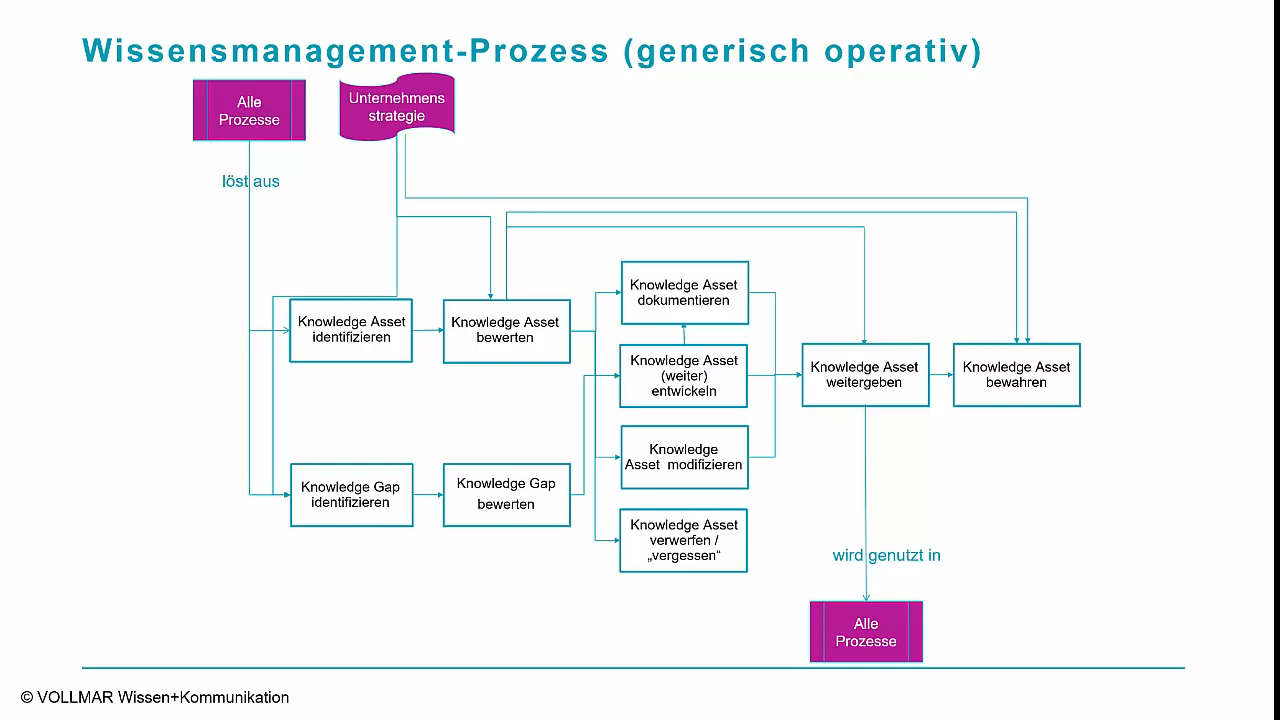 Wissensmanagement-Prozess (generisch operativ)
Alle
Prozesse
Unternehmens
strategie
löst aus
Knowledge Asset
identifizieren
Knowledge Asset
bewerten
Knowledge Asset
dokumentieren
Knowledge Asset
(weiter)
entwickeln
Knowledge
Asset  modifizieren
Knowledge Asset
verwerfen /
„vergessen“
Knowledge Asset
weitergeben
Knowledge Asset
bewahren
Knowledge Gap
identifizieren
Knowledge Gap
bewerten
wird genutzt in
Alle
Prozesse
© VOLLMAR Wissen+Kommunikation